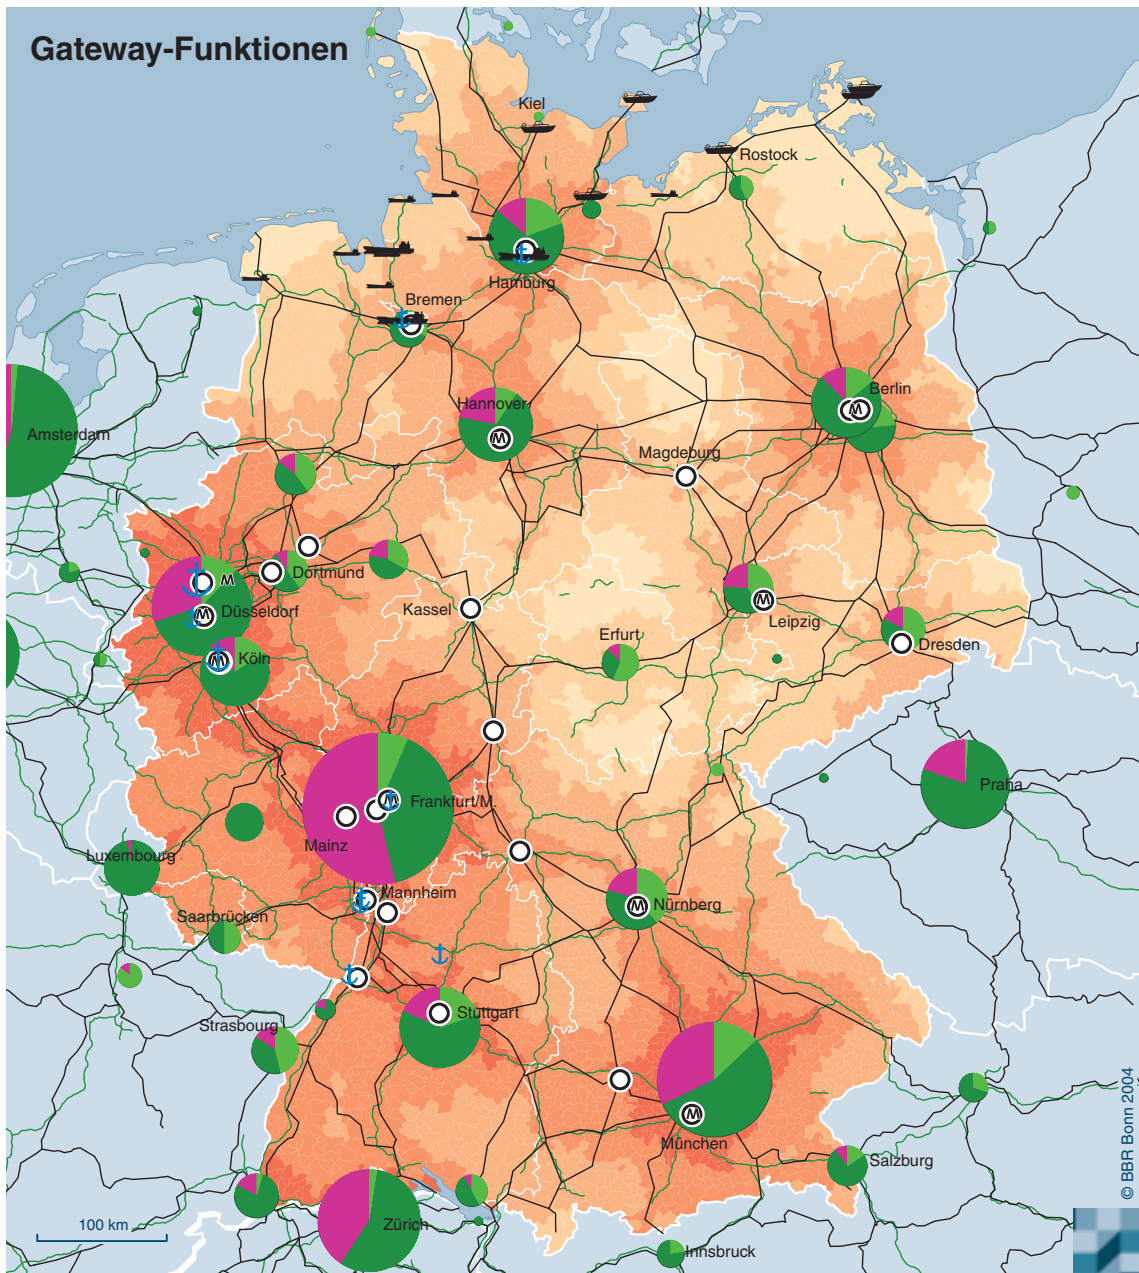 Gateway-Funktionen
Kiel
Rostock
Hamburg
Bremen
Hannover
Berlin
Amsterdam
Magdeburg
Dortmund
M
Düsseldorf
Kassel
Leipzig
Erfurt
Dresden
Köln
Praha
Frankfurt/M.
Mainz
Luxembourg
Mannheim
Saarbrücken
Nürnberg
Stuttgart
Strasbourg
München
Salzburg
Zürich
Innsbruck
100 km
© BBR Bonn 2004